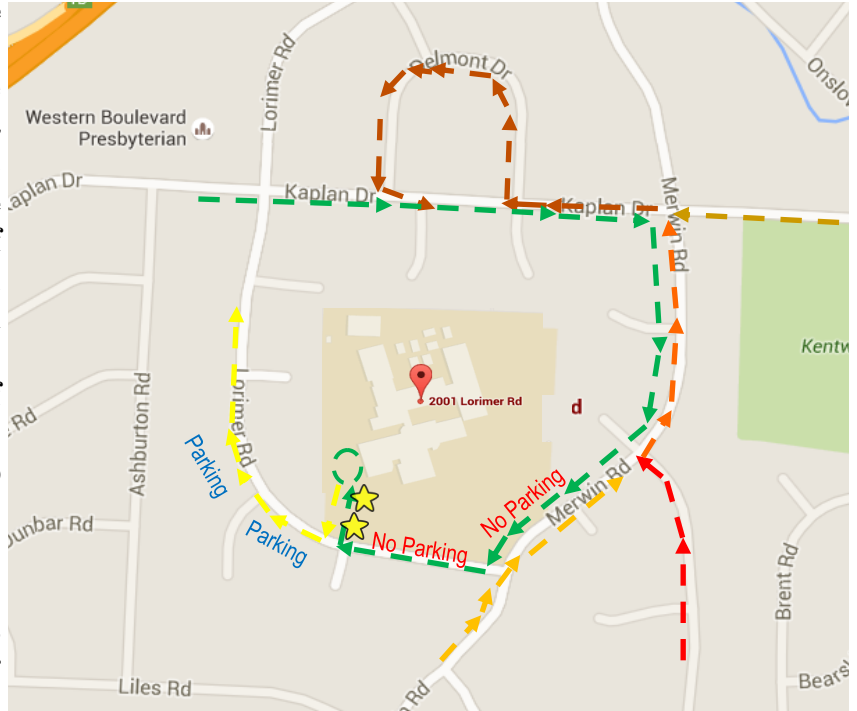 Lorimer Rd
Delmont Dr
Onslow
Western Boulevard
Presbyterian
Kaplan Dr
Kaplan Dr
Kaplan Dr
Merwin Rd
Kentw
2001 Lorimer Rd
d
Lorimer Rd
Ashburton Rd
e Rd
Parking
No Parking
Merwin Rd
Dunbar Rd
Parking
No Parking
Brent Rd
Liles Rd
Rd
Bears